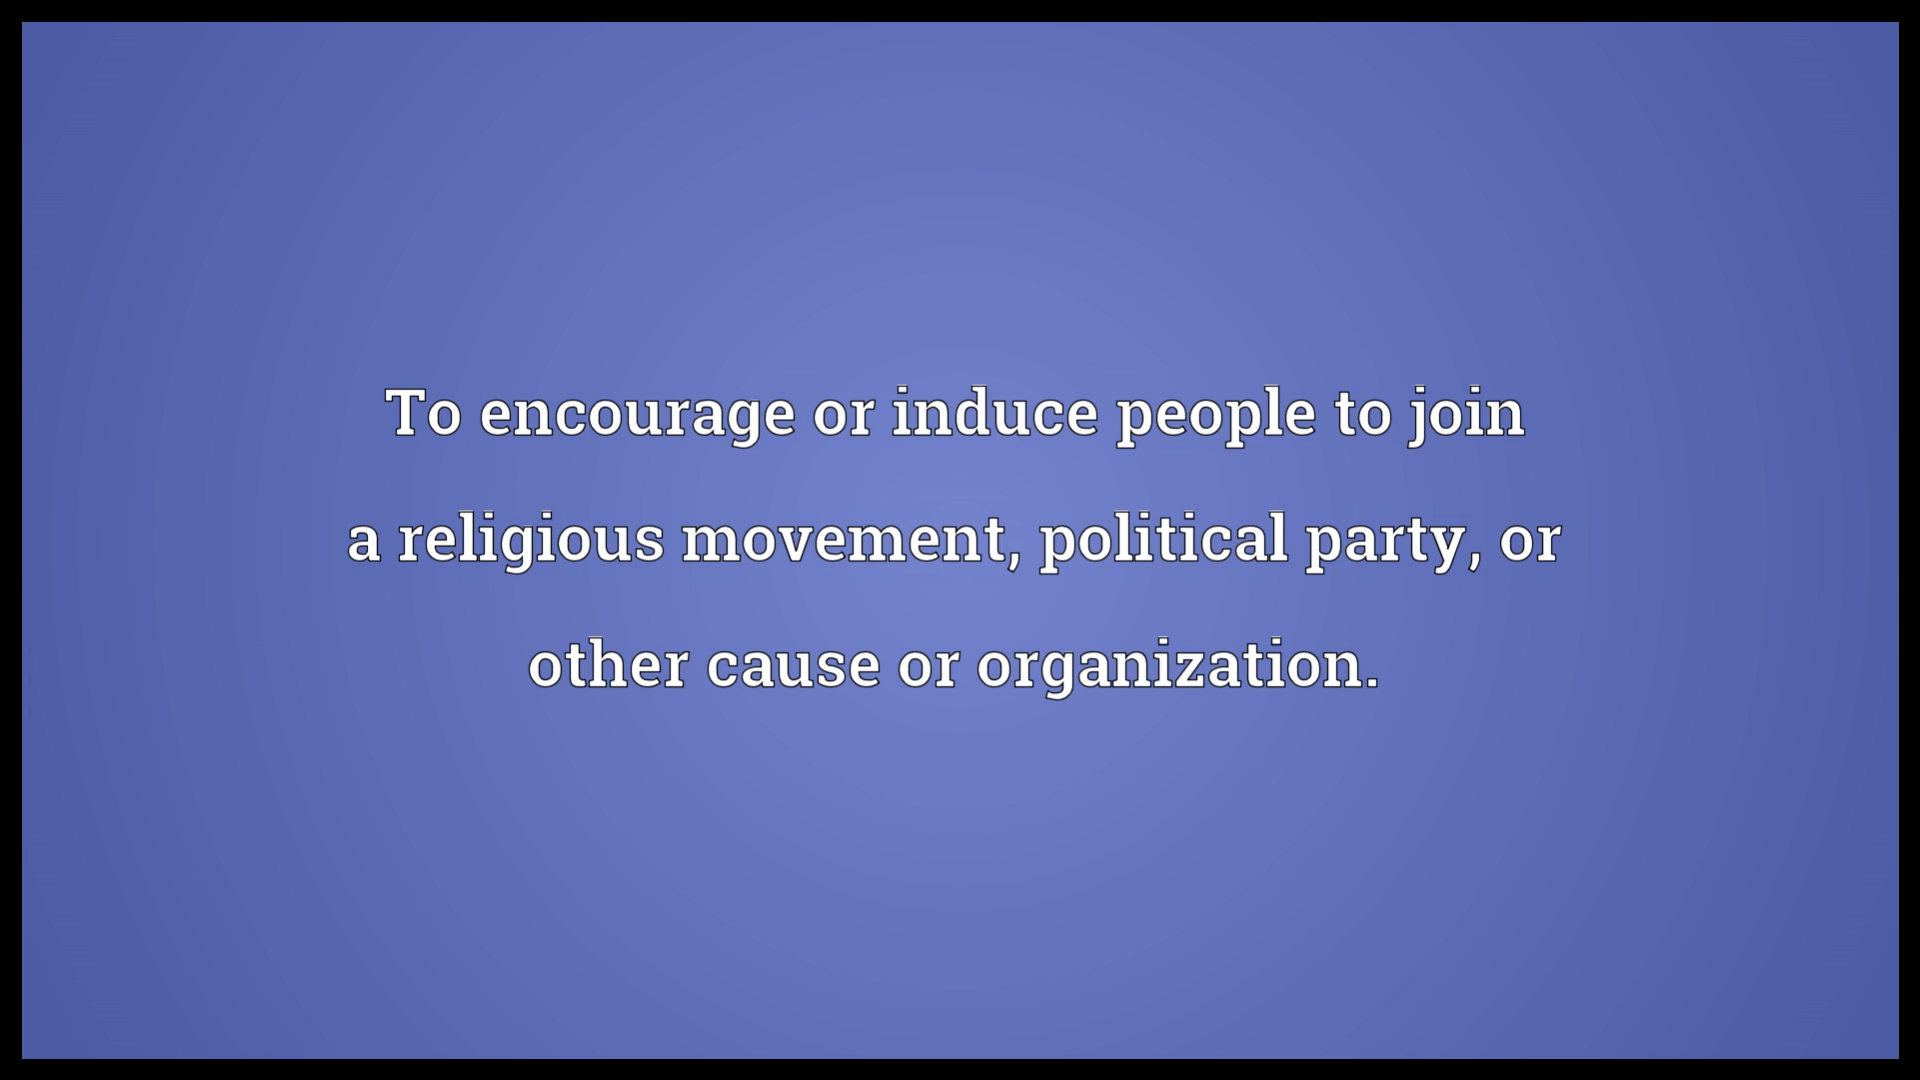 To encourage or induce people to join
a religious movement, political party, or
other cause or organization.